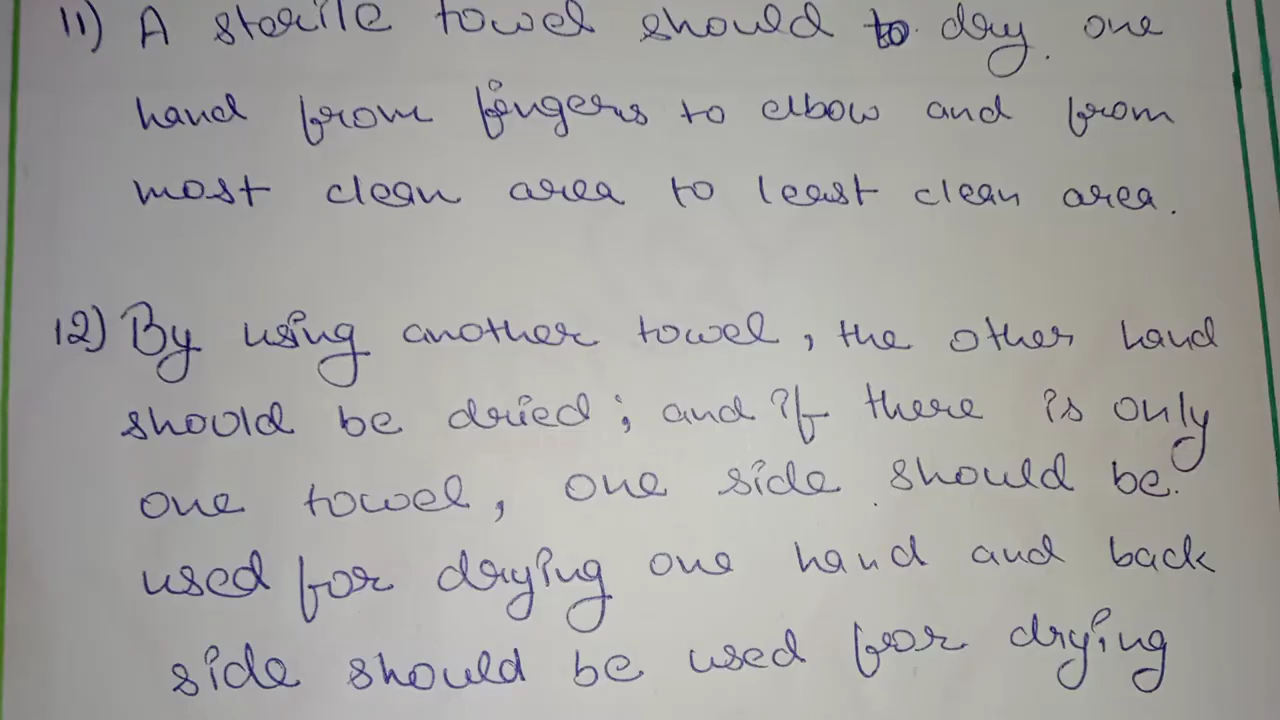 11) A sterile towel should to dry one
hand from fingers to elbow and from
most clean area to least clean area.
12) By using another towel, the other hand
should be dried; and if there is only
one towel, one side should be
used for drying one hand and back
side should be used for drying